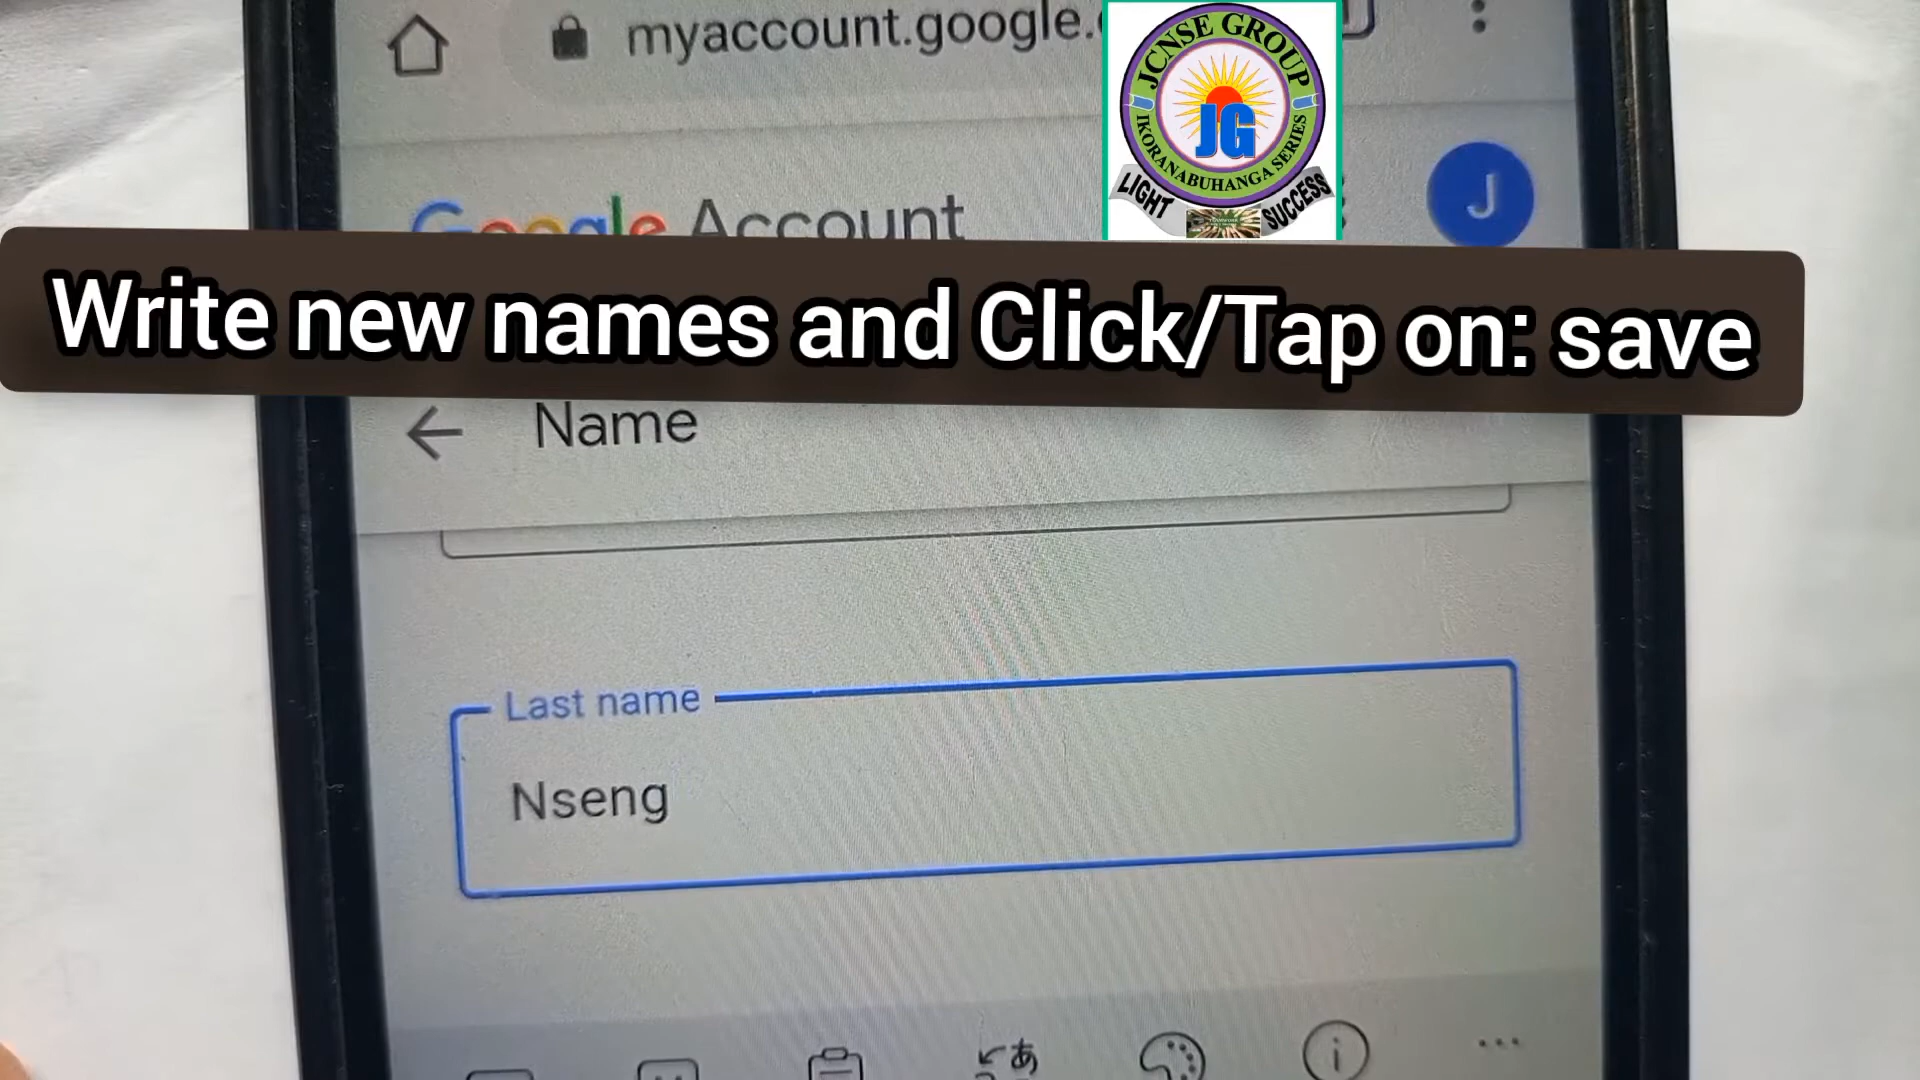 myaccount.google.
JCNSE GROUP
JG
IKORANABUHANGA SERIES
LIGHT
SUCCESS
J
Google Account
Write new names and Click/Tap on: save
Name
Last name
Nseng